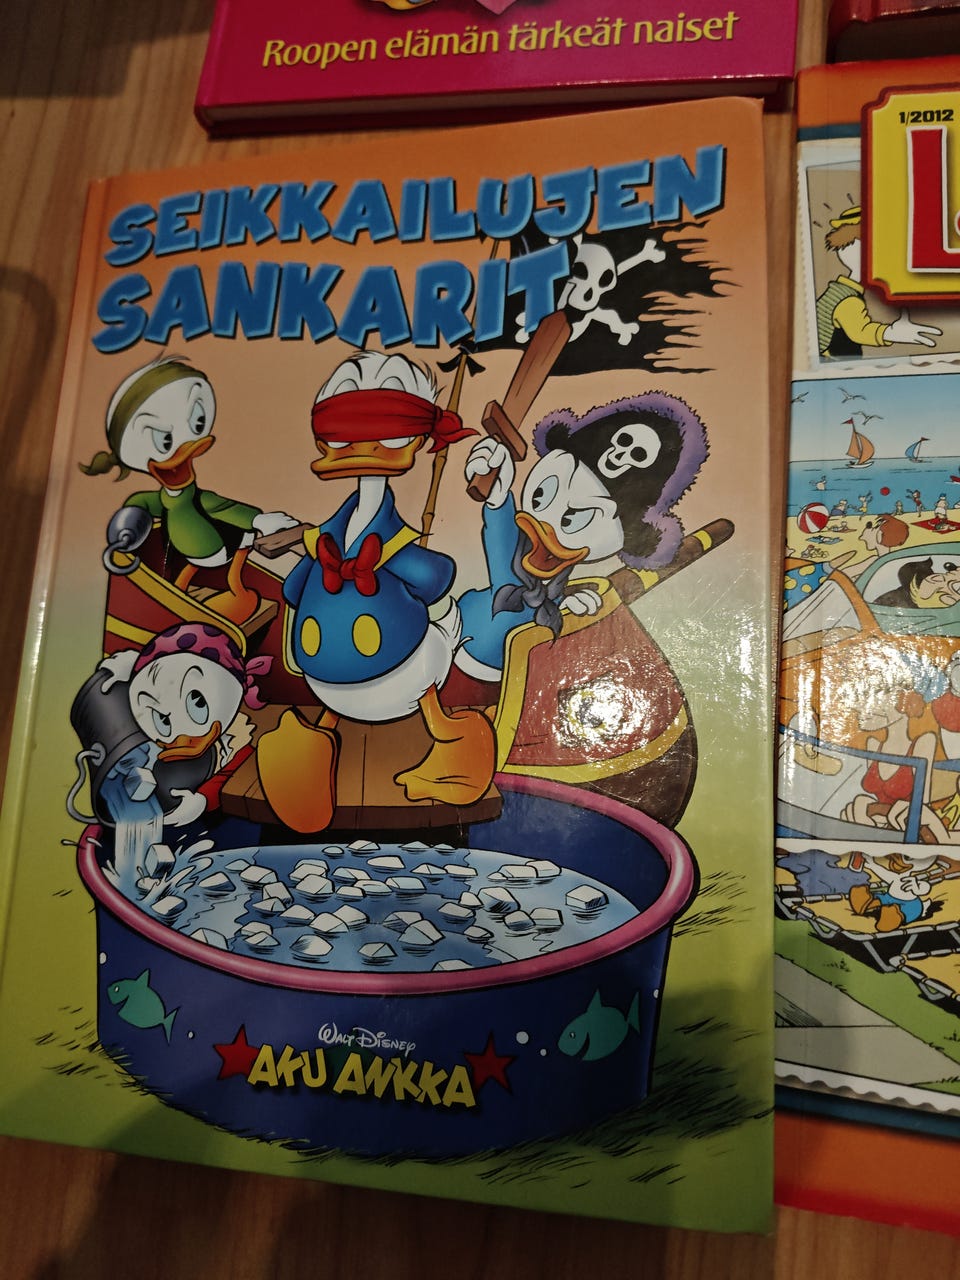 Roopen elämän tärkeät naiset
1/2012
SEIKKAILUJEN
SANKARIT
WALT DISNEY
AKU ANKKA